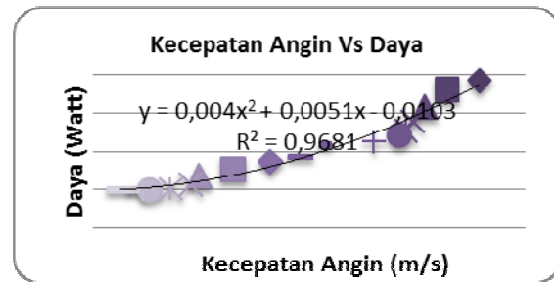 Kecepatan Angin Vs Daya
y = 0,004x² + 0,0051x - 0,0103
R² = 0,9681
Daya (Watt)
Kecepatan Angin (m/s)